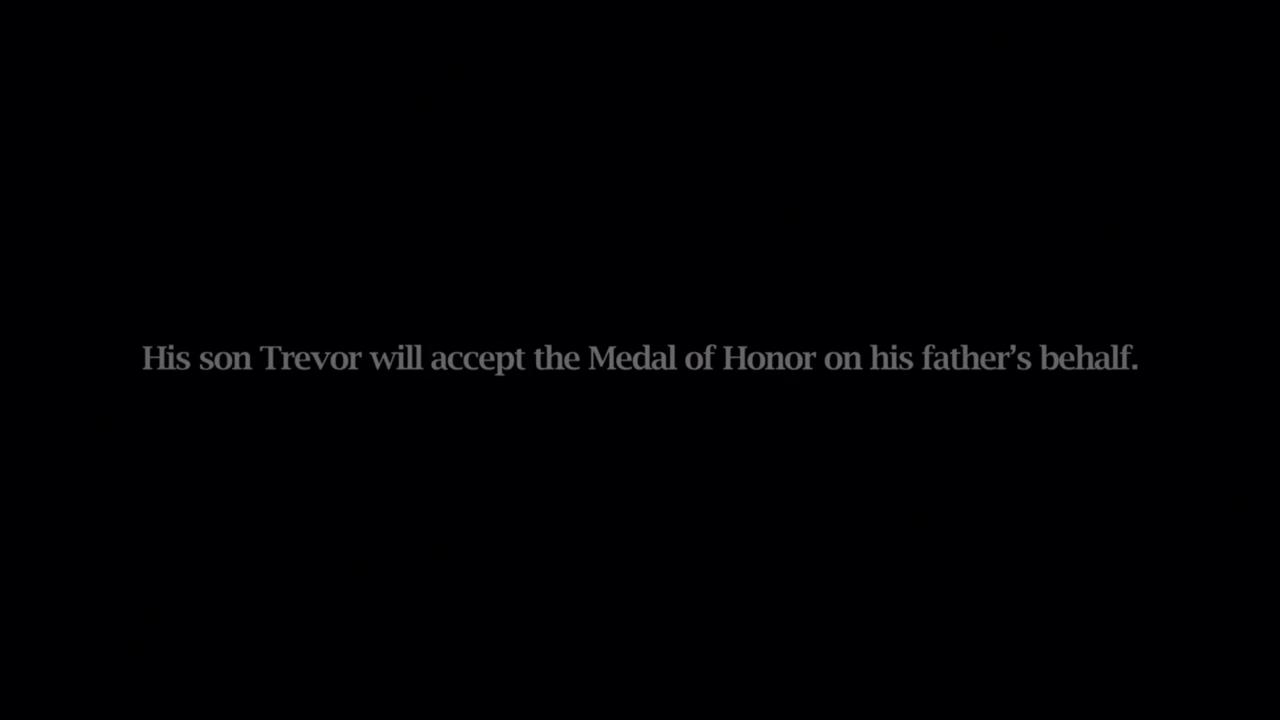 His son Trevor will accept the Medal of Honor on his father’s behalf.